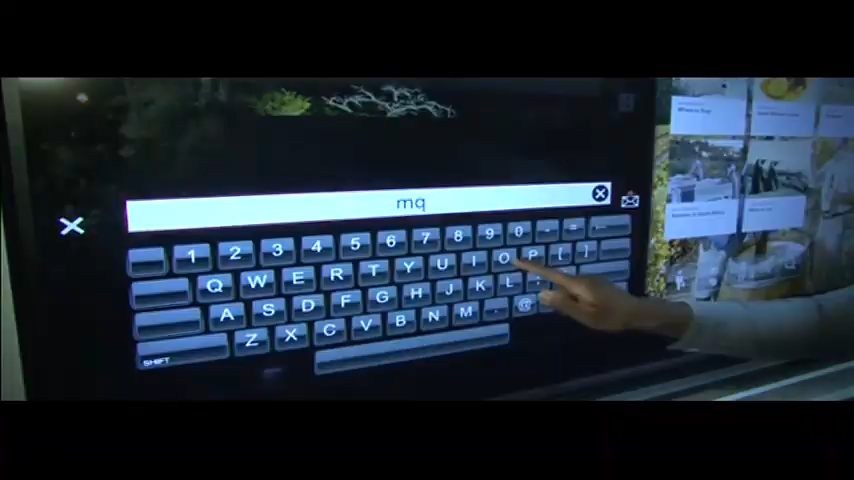 mq
1 2 3 4 5 6 7 8 9 0 - =
Q W E R T Y U I O P [ ]
A S D F G H J K L ;
Z X C V B N M . @
SHIFT